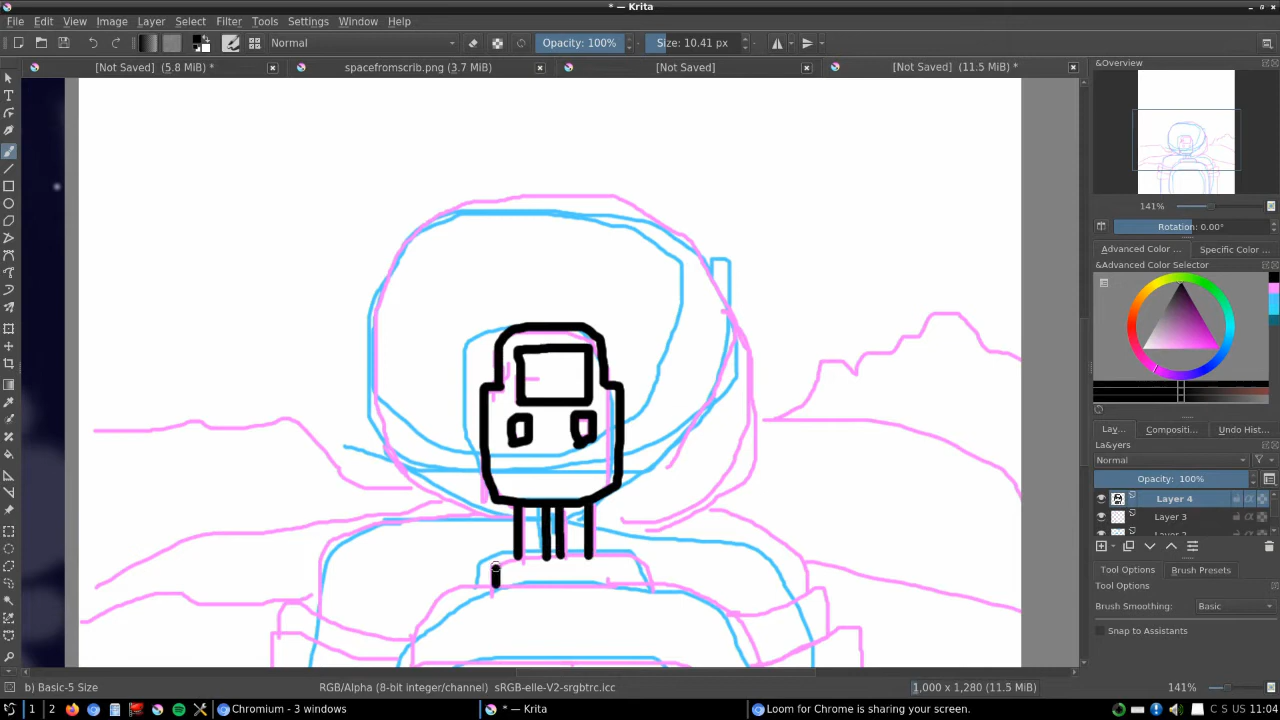 * — Krita
File Edit View Image Layer Select Filter Tools Settings Window Help
Normal Opacity: 100% Size: 10.41 px
[Not Saved] (5.8 MiB) * spacefromscrib.png (3.7 MiB) [Not Saved] [Not Saved] (11.5 MiB) *
&Overview
141%
Rotation: 0.00°
Advanced Color ... Specific Color ...
&Advanced Color Selector
Lay... Compositi... Undo Hist...
La&yers
Normal
Opacity: 100%
Layer 4
Layer 3
Tool Options Brush Presets
Tool Options
Brush Smoothing: Basic
Snap to Assistants
b) Basic-5 Size RGB/Alpha (8-bit integer/channel) sRGB-elle-V2-srgbtrc.icc 1,000 x 1,280 (11.5 MiB) 141%
1 2 Chromium - 3 windows * — Krita Loom for Chrome is sharing your screen. C S US 11:04